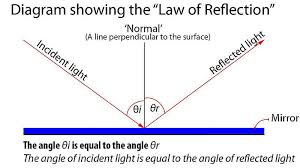 Diagram showing the "Law of Reflection"
'Normal'
(A line perpendicular to the surface)
Incident light
Reflected light
θi θr
Mirror
The angle θi is equal to the angle θr
The angle of incident light is equal to the angle of reflected light